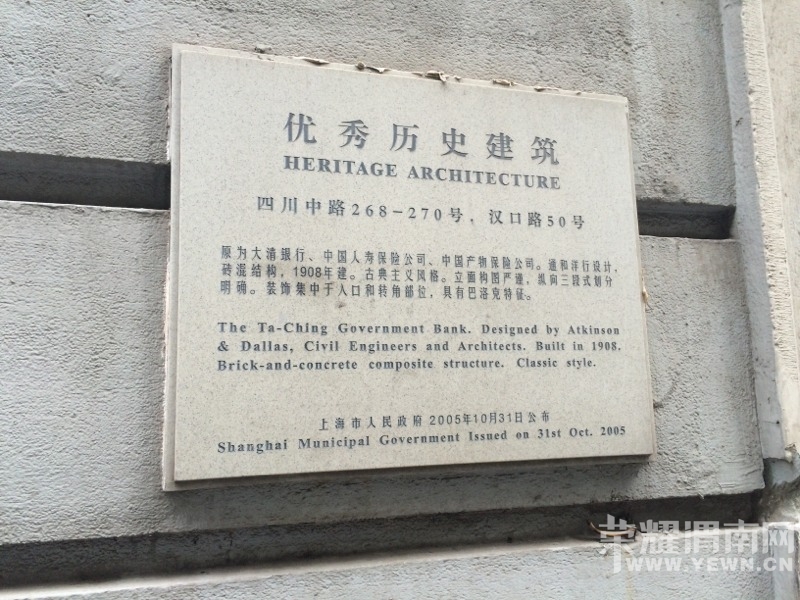 优秀历史建筑
HERITAGE ARCHITECTURE
四川中路268-270号，汉口路50号
原为大清银行、中国人寿保险公司、中国产物保险公司。通和洋行设计，
砖混结构，1908年建。古典主义风格。立面构图严谨，纵向三段式划分
明确。装饰集中于入口和转角部位，具有巴洛克特征。
The Ta-Ching Government Bank. Designed by Atkinson
& Dallas, Civil Engineers and Architects. Built in 1908.
Brick-and-concrete composite structure. Classic style.
上海市人民政府 2005年10月31日公布
Shanghai Municipal Government Issued on 31st Oct. 2005
荣耀渭南网
WWW.YEWN.CN